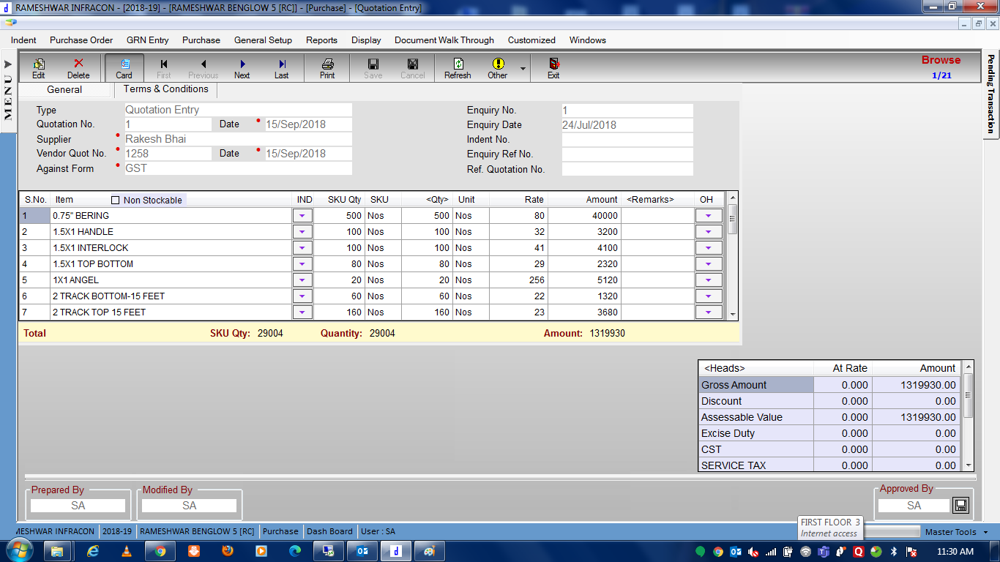 RAMESHWAR INFRACON - [2018-19] - [RAMESHWAR BENGLOW 5 [RC]] - [Purchase] - [Quotation Entry]
Indent Purchase Order GRN Entry Purchase General Setup Reports Display Document Walk Through Customized Windows
MENU
Edit Delete Card First Previous Next Last Print Save Cancel Refresh Other Exit
Browse
1/21
Pending Transaction
General Terms & Conditions
Type Quotation Entry Enquiry No. 1
Quotation No. 1 Date 15/Sep/2018 Enquiry Date 24/Jul/2018
Supplier Rakesh Bhai Indent No.
Vendor Quot No. 1258 Date 15/Sep/2018 Enquiry Ref No.
Against Form GST Ref. Quotation No.
S.No. Item Non Stockable IND SKU Qty SKU <Qty> Unit Rate Amount <Remarks> OH
1 0.75" BERING 500 Nos 500 Nos 80 40000
2 1.5X1 HANDLE 100 Nos 100 Nos 32 3200
3 1.5X1 INTERLOCK 100 Nos 100 Nos 41 4100
4 1.5X1 TOP BOTTOM 80 Nos 80 Nos 29 2320
5 1X1 ANGEL 20 Nos 20 Nos 256 5120
6 2 TRACK BOTTOM-15 FEET 60 Nos 60 Nos 22 1320
7 2 TRACK TOP 15 FEET 160 Nos 160 Nos 23 3680
Total SKU Qty: 29004 Quantity: 29004 Amount: 1319930
<Heads> At Rate Amount
Gross Amount 0.000 1319930.00
Discount 0.000 0.00
Assessable Value 0.000 1319930.00
Excise Duty 0.000 0.00
CST 0.000 0.00
SERVICE TAX 0.000 0.00
Prepared By Modified By Approved By
SA SA SA
FIRST FLOOR 3
Internet access
MESHWAR INFRACON 2018-19 RAMESHWAR BENGLOW 5 [RC] Purchase Dash Board User : SA Master Tools
11:30 AM